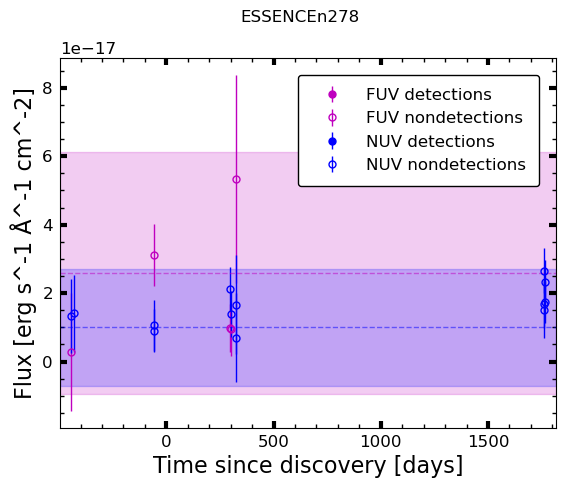 ESSENCEn278
1e−17
FUV detections
FUV nondetections
NUV detections
NUV nondetections
8
6
4
2
0
Flux [erg s^-1 Å^-1 cm^-2]
0 500 1000 1500
Time since discovery [days]